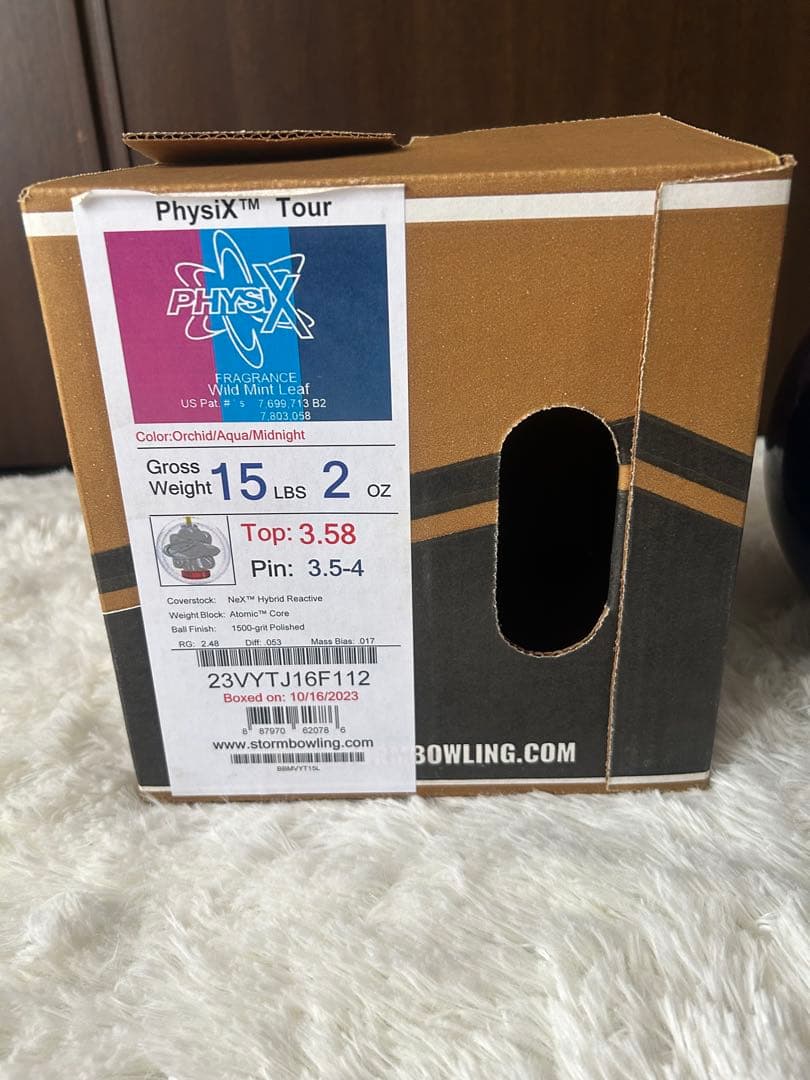 PhysiX™ Tour
PHYSIX
FRAGRANCE
Wild Mint Leaf
US Pat. # s 7,699,713 B2
7,803,058
Color:Orchid/Aqua/Midnight
Gross Weight 15 LBS 2 OZ
Top: 3.58
Pin: 3.5-4
Coverstock: NeX™ Hybrid Reactive
Weight Block: Atomic™ Core
Ball Finish: 1500-grit Polished
RG: 2.48 Diff: .053 Mass Bias: .017
23VYTJ16F112
Boxed on: 10/16/2023
8 87970 62078 6
www.stormbowling.com
BBMVYT15L
RMBOWLING.COM